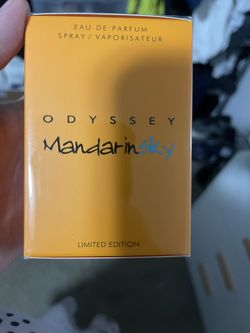 EAU DE PARFUM
SPRAY / VAPORISATEUR
ODYSSEY
Mandarinsky
LIMITED EDITION